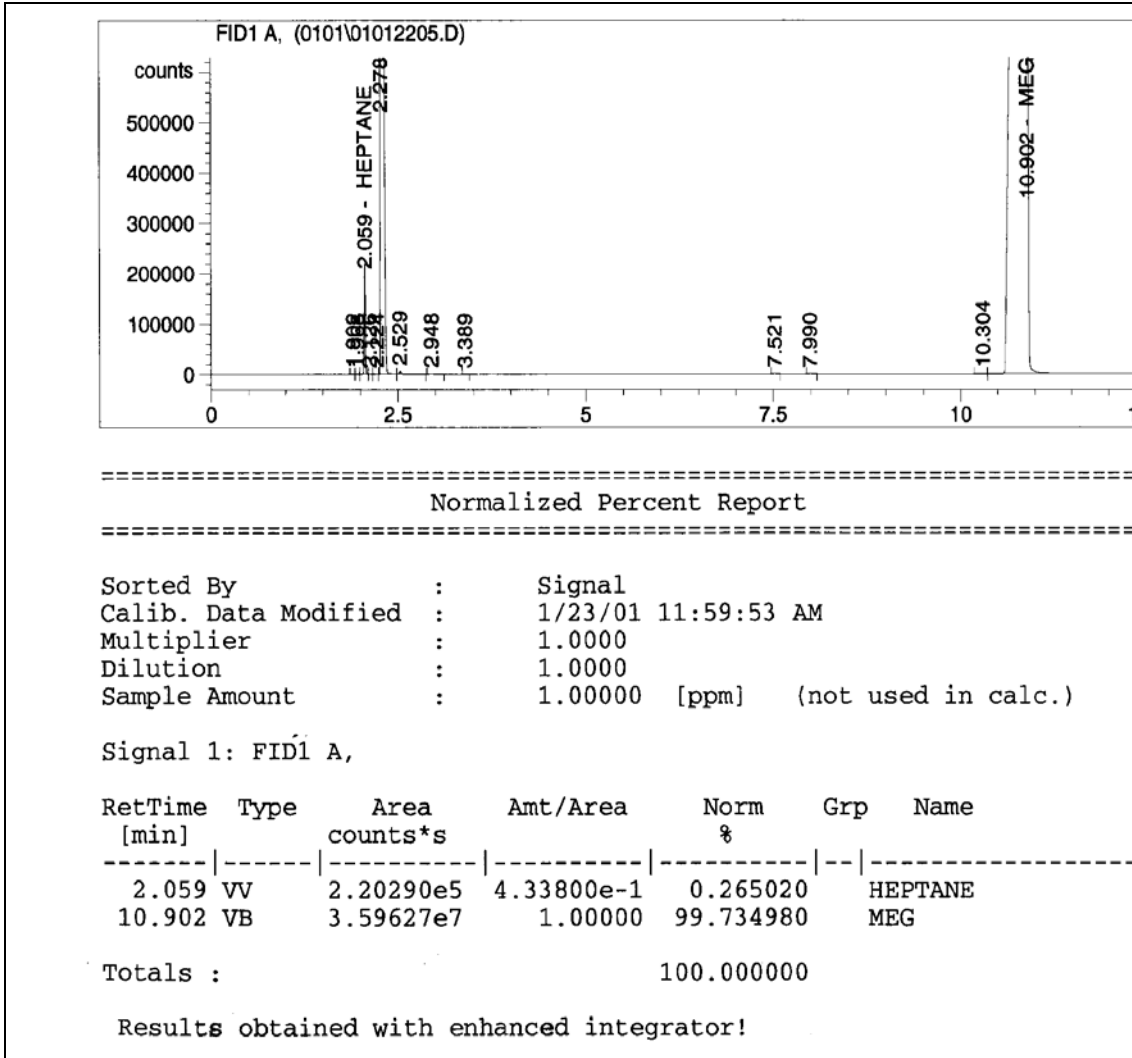 FID1 A, (0101\01012205.D)
counts
500000
400000
300000
200000
100000
0
2.059 - HEPTANE
2.278
2.529
2.948
3.389
7.521
7.990
10.304
10.902 - MEG
0 2.5 5 7.5 10
=====================================================================
Normalized Percent Report
=====================================================================
Sorted By : Signal
Calib. Data Modified : 1/23/01 11:59:53 AM
Multiplier : 1.0000
Dilution : 1.0000
Sample Amount : 1.00000 [ppm] (not used in calc.)
Signal 1: FID1 A,
RetTime Type Area Amt/Area Norm Grp Name
[min] counts*s %
-------|------|----------|----------|----------|--|------------------
2.059 VV 2.20290e5 4.33800e-1 0.265020 HEPTANE
10.902 VB 3.59627e7 1.00000 99.734980 MEG
Totals : 100.000000
Results obtained with enhanced integrator!